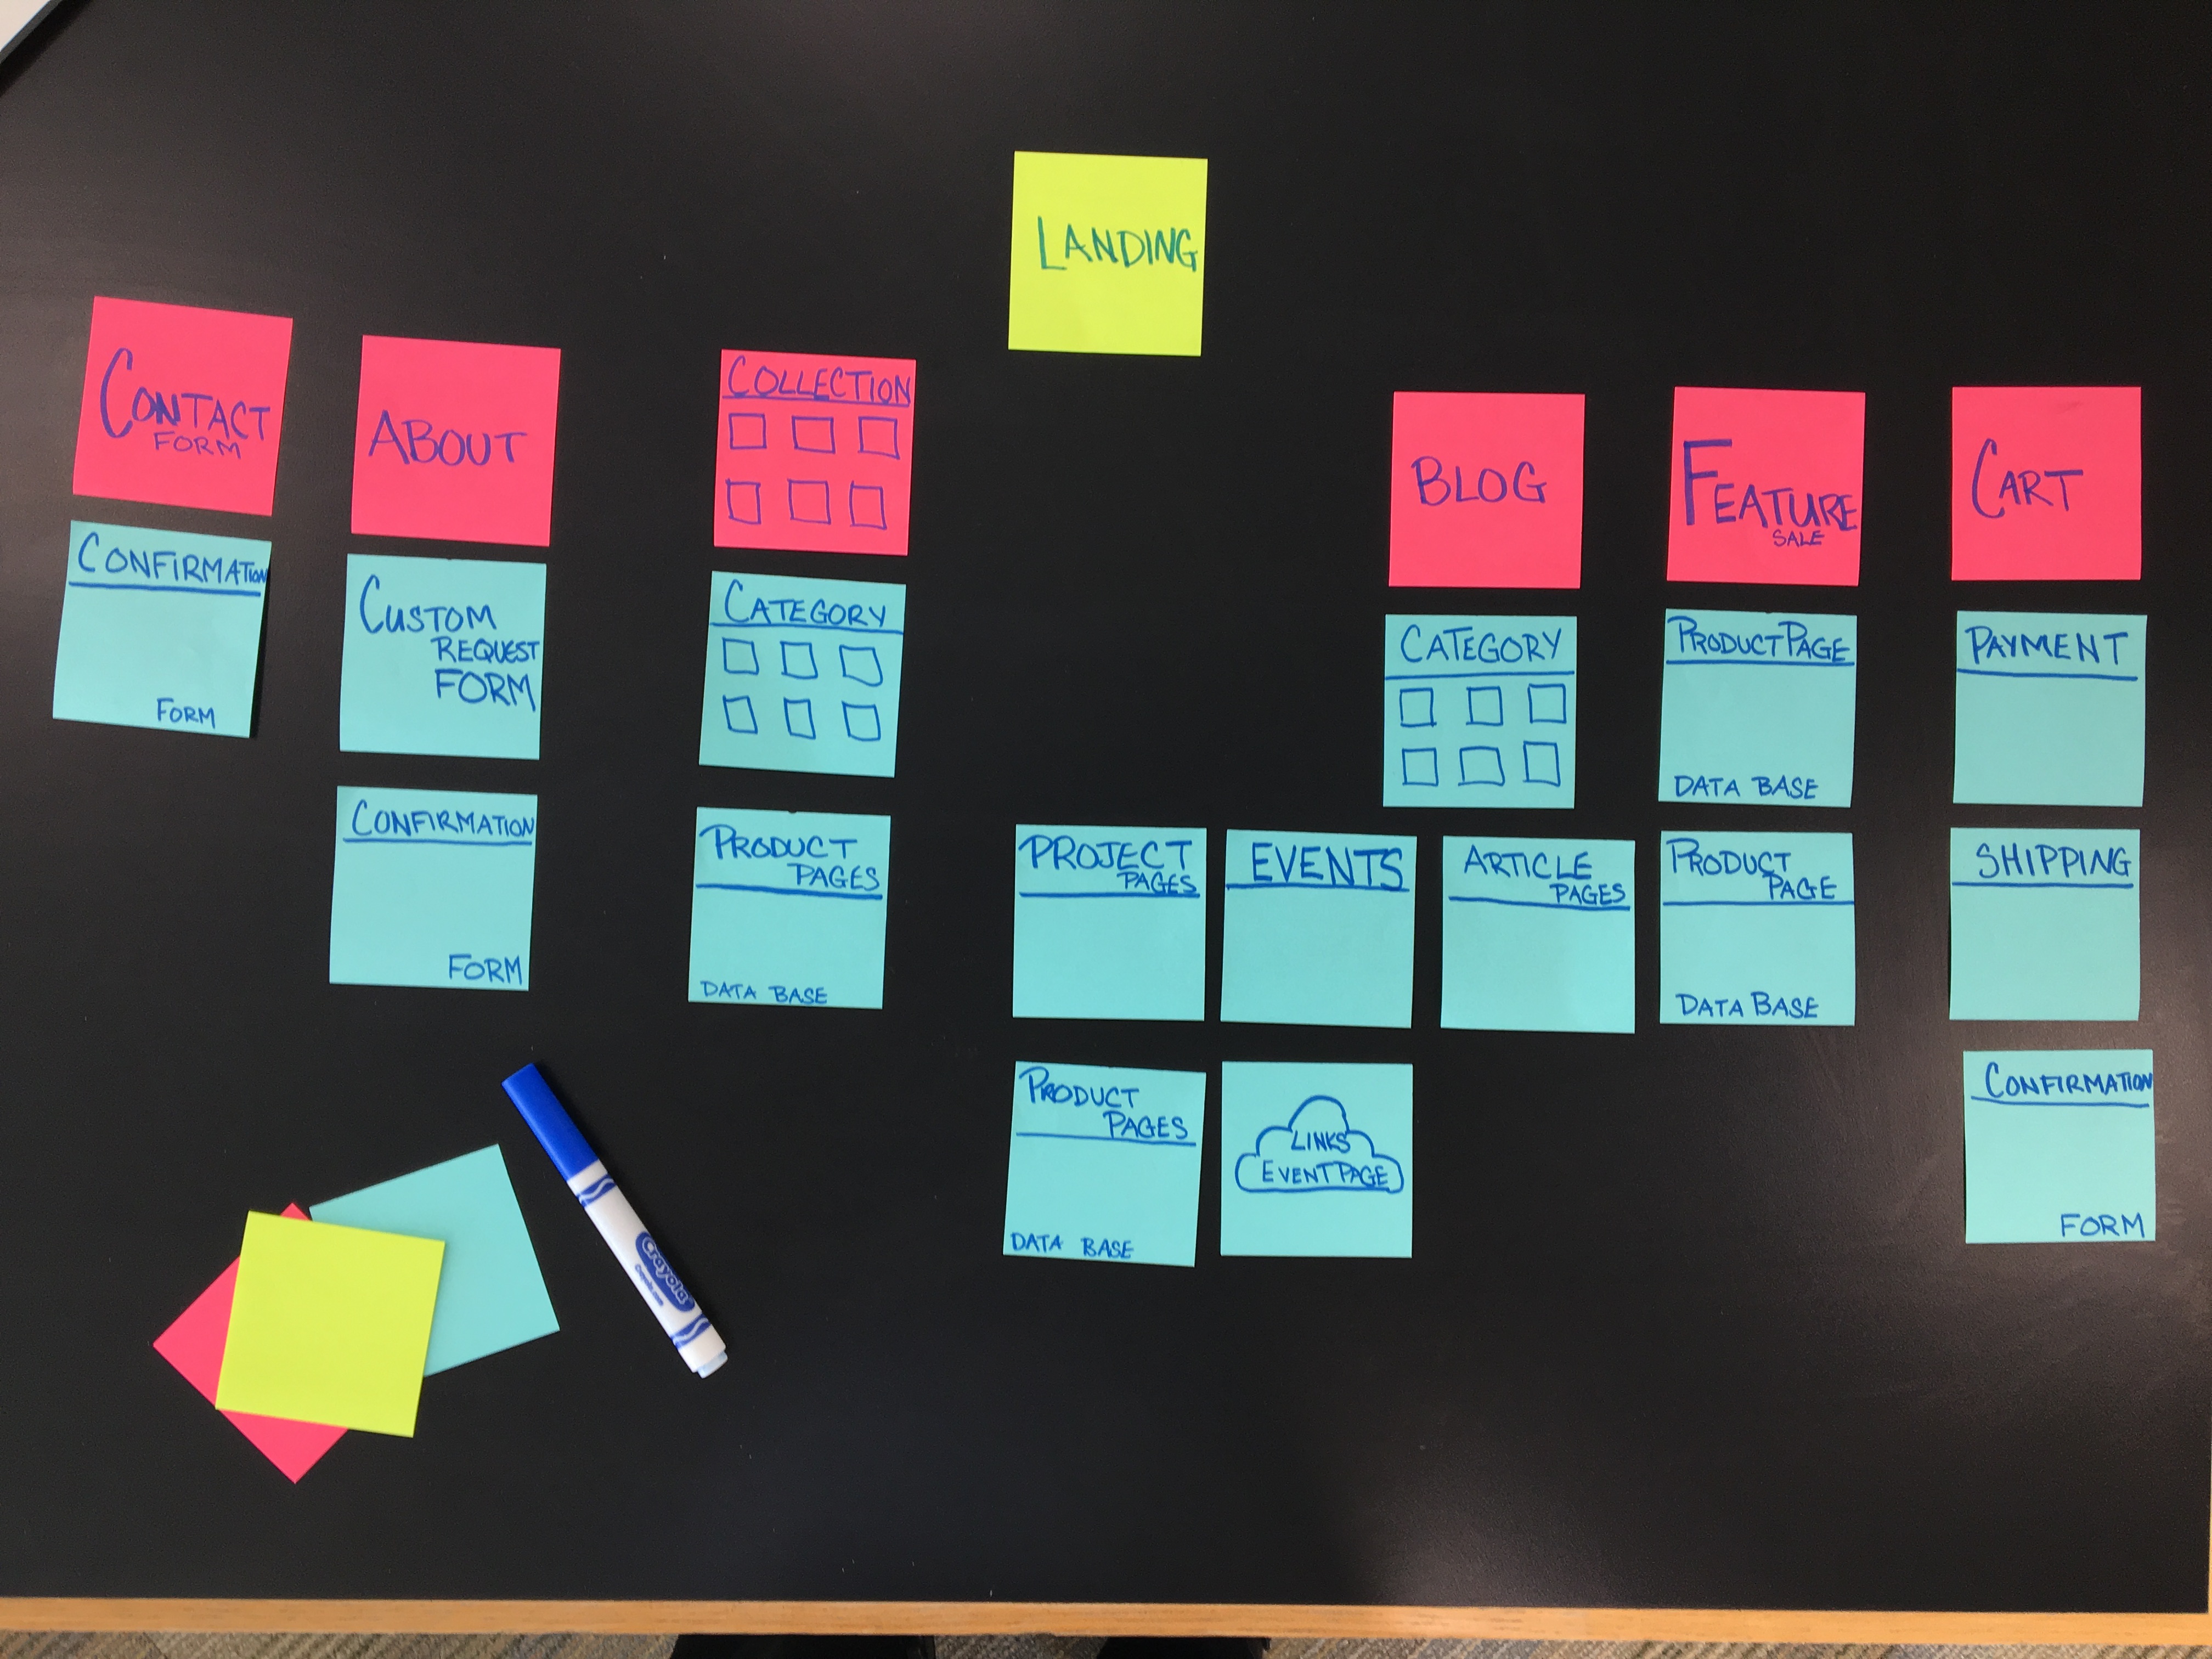 LANDING
CONTACT
FORM
ABOUT
COLLECTION
BLOG
FEATURE
SALE
CART
CONFIRMATION
FORM
CUSTOM
REQUEST
FORM
CATEGORY
CATEGORY
PRODUCT PAGE
DATA BASE
PAYMENT
CONFIRMATION
FORM
PRODUCT
PAGES
DATA BASE
PROJECT
PAGES
EVENTS
ARTICLE
PAGES
PRODUCT
PAGE
DATA BASE
SHIPPING
PRODUCT
PAGES
DATA BASE
LINKS
EVENT PAGE
CONFIRMATION
FORM
Crayola